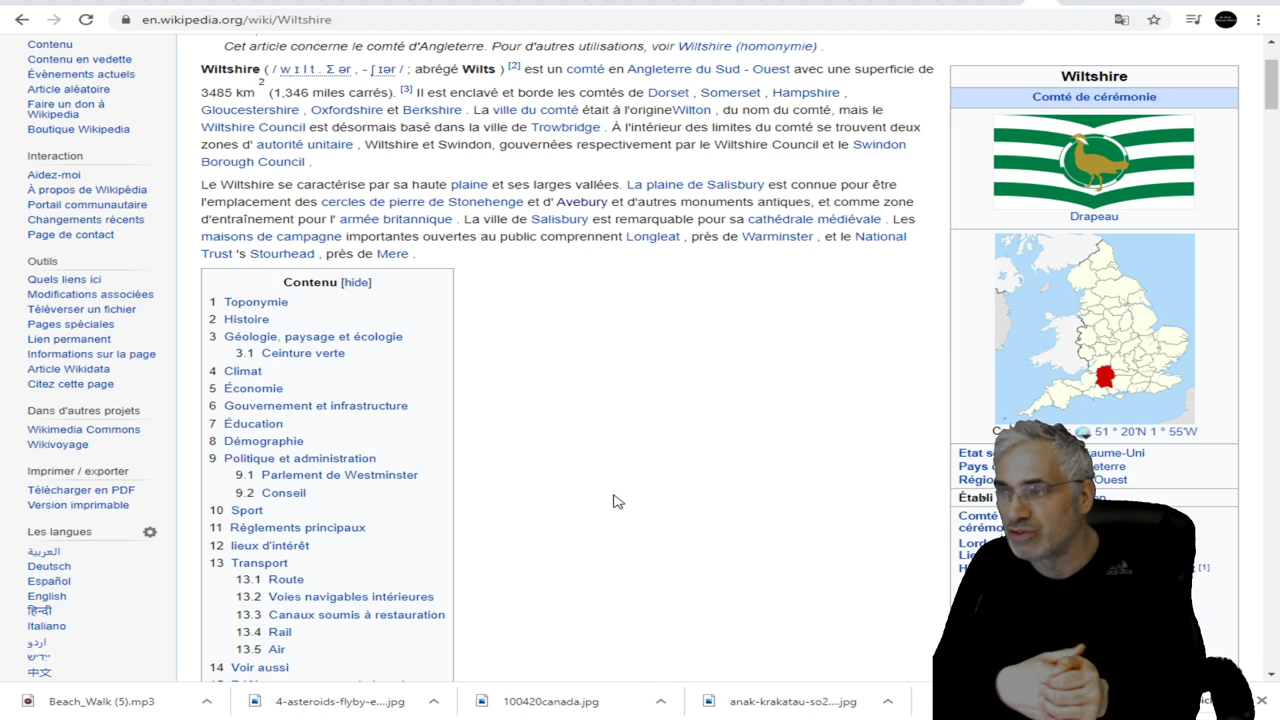 en.wikipedia.org/wiki/Wiltshire
Contenu
Contenu en vedette
Évènements actuels
Article aléatoire
Faire un don à
Wikipedia
Boutique Wikipedia
Interaction
Aidez-moi
À propos de Wikipédia
Portail communautaire
Changements récents
Page de contact
Outils
Quels liens ici
Modifications associées
Téléverser un fichier
Pages spéciales
Lien permanent
Informations sur la page
Article Wikidata
Citez cette page
Dans d'autres projets
Wikimedia Commons
Wikivoyage
Imprimer / exporter
Télécharger en PDF
Version imprimable
Les langues
العربية
Deutsch
Español
English
हिन्दी
Italiano
اردو
ייִדיש
中文
Cet article concerne le comté d'Angleterre. Pour d'autres utilisations, voir Wiltshire (homonymie) .
Wiltshire ( / w ɪ l t . Σ ər , - ʃ ɪər / ; abrégé Wilts ) [2] est un comté en Angleterre du Sud - Ouest avec une superficie de
3485 km 2 (1,346 miles carrés). [3] Il est enclavé et borde les comtés de Dorset , Somerset , Hampshire ,
Gloucestershire , Oxfordshire et Berkshire . La ville du comté était à l'origineWilton , du nom du comté, mais le
Wiltshire Council est désormais basé dans la ville de Trowbridge . À l'intérieur des limites du comté se trouvent deux
zones d' autorité unitaire , Wiltshire et Swindon, gouvernées respectivement par le Wiltshire Council et le Swindon
Borough Council .
Le Wiltshire se caractérise par sa haute plaine et ses larges vallées. La plaine de Salisbury est connue pour être
l'emplacement des cercles de pierre de Stonehenge et d' Avebury et d'autres monuments antiques, et comme zone
d'entraînement pour l' armée britannique . La ville de Salisbury est remarquable pour sa cathédrale médiévale . Les
maisons de campagne importantes ouvertes au public comprennent Longleat , près de Warminster , et le National
Trust 's Stourhead , près de Mere .
Contenu [hide]
1 Toponymie
2 Histoire
3 Géologie, paysage et écologie
3.1 Ceinture verte
4 Climat
5 Économie
6 Gouvernement et infrastructure
7 Éducation
8 Démographie
9 Politique et administration
9.1 Parlement de Westminster
9.2 Conseil
10 Sport
11 Règlements principaux
12 lieux d'intérêt
13 Transport
13.1 Route
13.2 Voies navigables intérieures
13.3 Canaux soumis à restauration
13.4 Rail
13.5 Air
14 Voir aussi
Wiltshire
Comté de cérémonie
Drapeau
51 ° 20'N 1 ° 55'W
Etat
Pays
Établi
Comté
[1]
adidas
Beach_Walk (5).mp3
4-asteroids-flyby-e....jpg
100420canada.jpg
anak-krakatau-so2....jpg